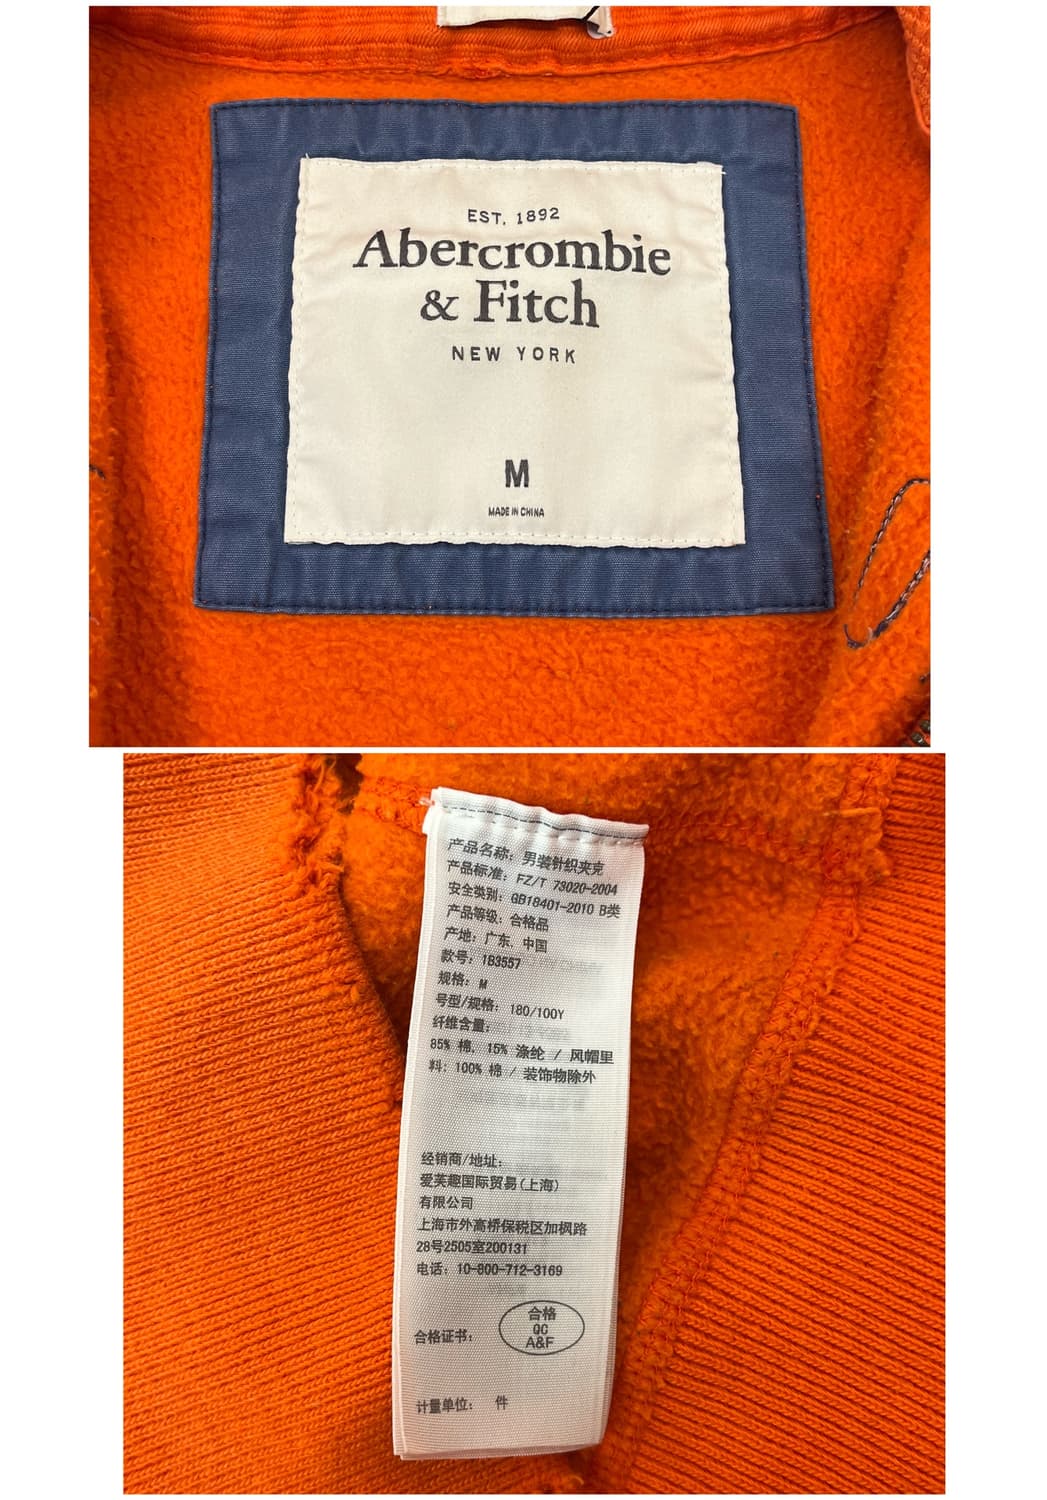 EST. 1892
Abercrombie
& Fitch
NEW YORK
M
MADE IN CHINA
产品名称: 男装针织夹克
产品标准: FZ/T 73020-2004
安全类别: GB18401-2010 B类
产品等级: 合格品
产地: 广东、中国
款号: 1B3557
规格: M
号型/规格: 180/100Y
纤维含量:
85% 棉, 15% 涤纶 / 风帽里
料: 100% 棉 / 装饰物除外
经销商/地址:
爱芙趣国际贸易(上海)
有限公司
上海市外高桥保税区加枫路
28号2505室200131
电话: 10-800-712-3169
合格
QC
合格证书: A&F
计量单位: 件